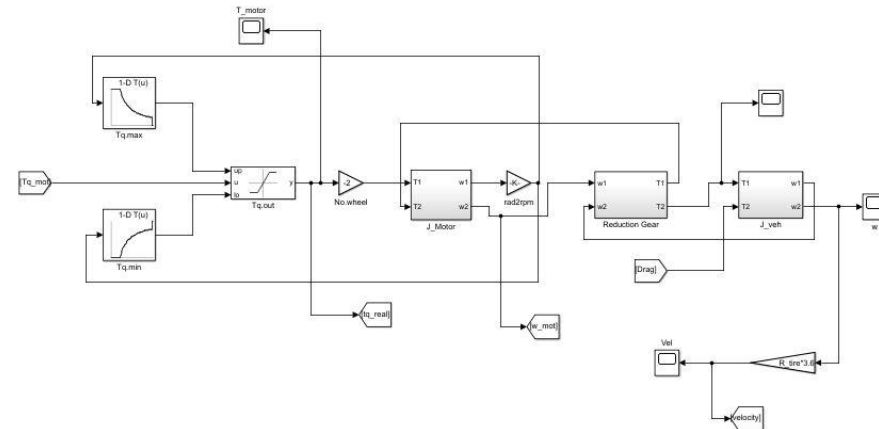 T_motor
1-D T(u)
Tq.max
[Tq_mot]
up
u
lo
y
Tq.out
-2
No.wheel
T1
T2
w1
w2
J_Motor
-K-
rad2rpm
w1
w2
T1
T2
Reduction Gear
T1
T2
w1
w2
J_veh
w
1-D T(u)
Tq.min
[Drag]
[tq_real]
[w_mot]
Vel
R_tire*3.6
[velocity]